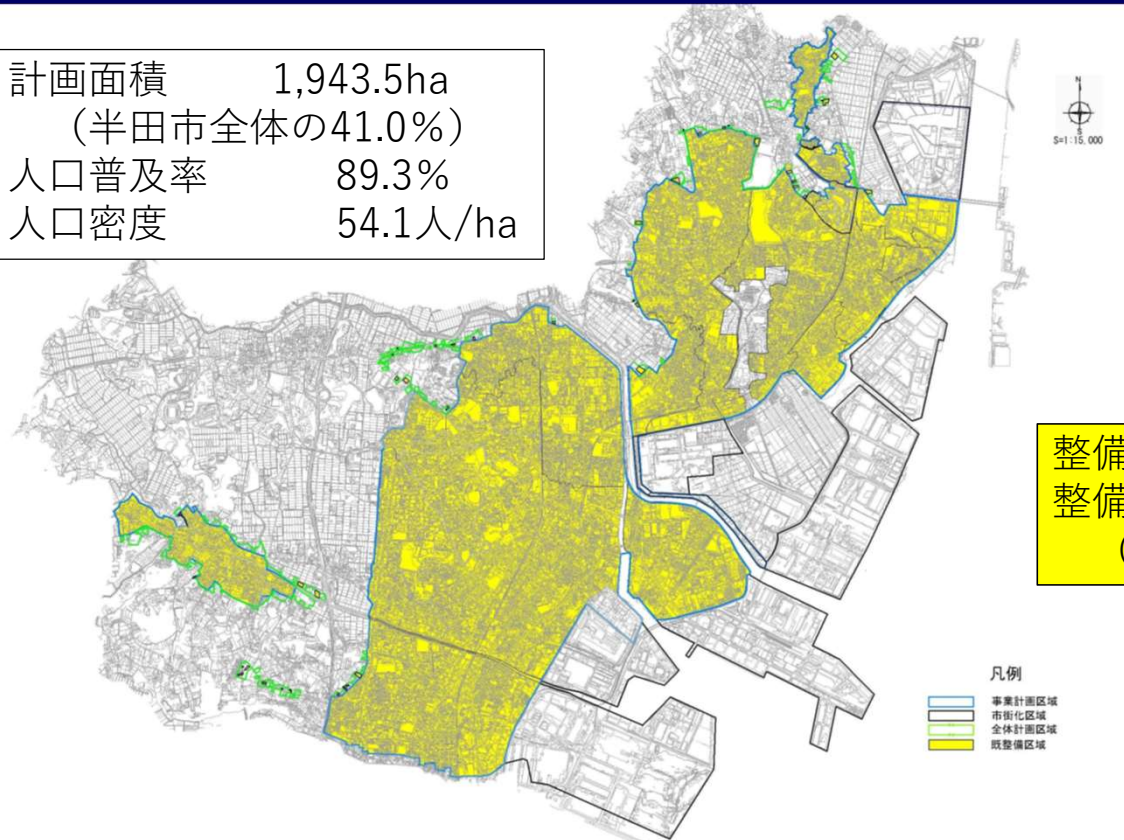 計画面積 1,943.5ha
（半田市全体の41.0％）
人口普及率 89.3％
人口密度 54.1人/ha
N
S
S=1:15,000
整備
整備
（
凡例
事業計画区域
市街化区域
全体計画区域
既整備区域